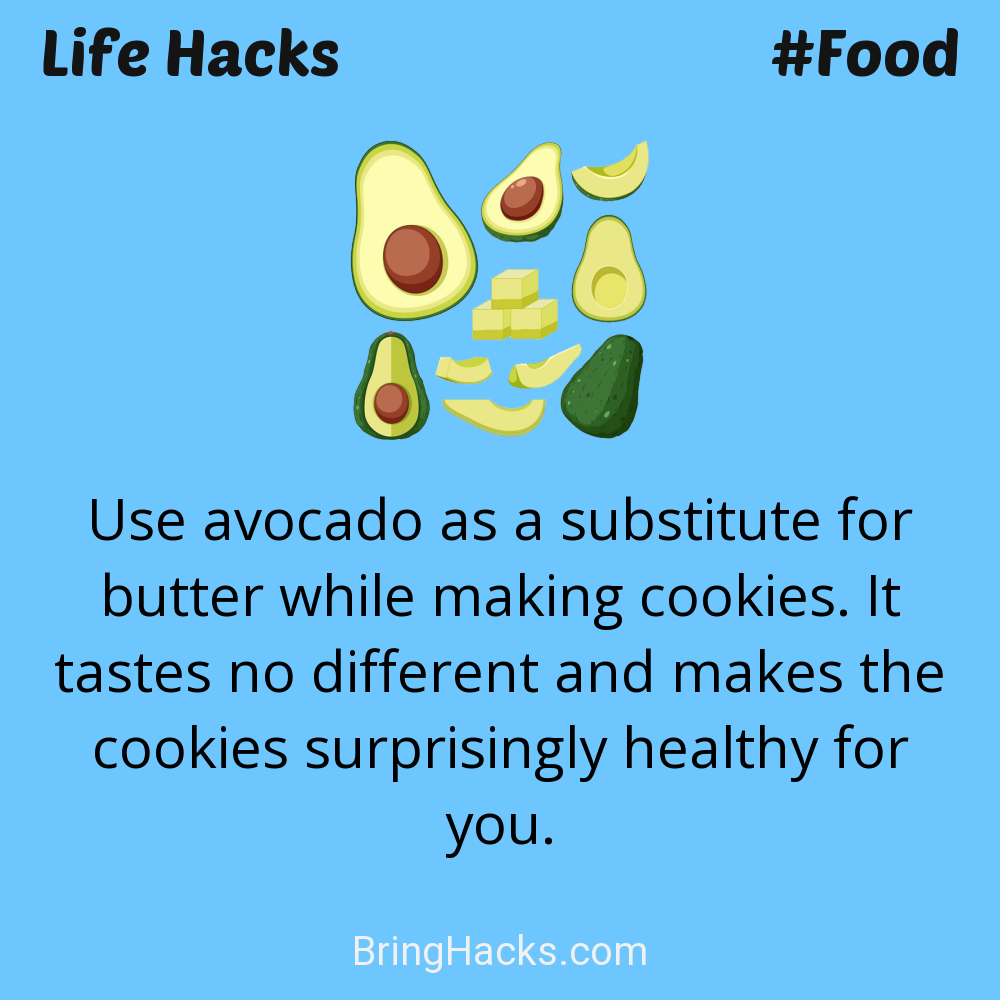 Life Hacks
#Food
Use avocado as a substitute for
butter while making cookies. It
tastes no different and makes the
cookies surprisingly healthy for
you.
BringHacks.com